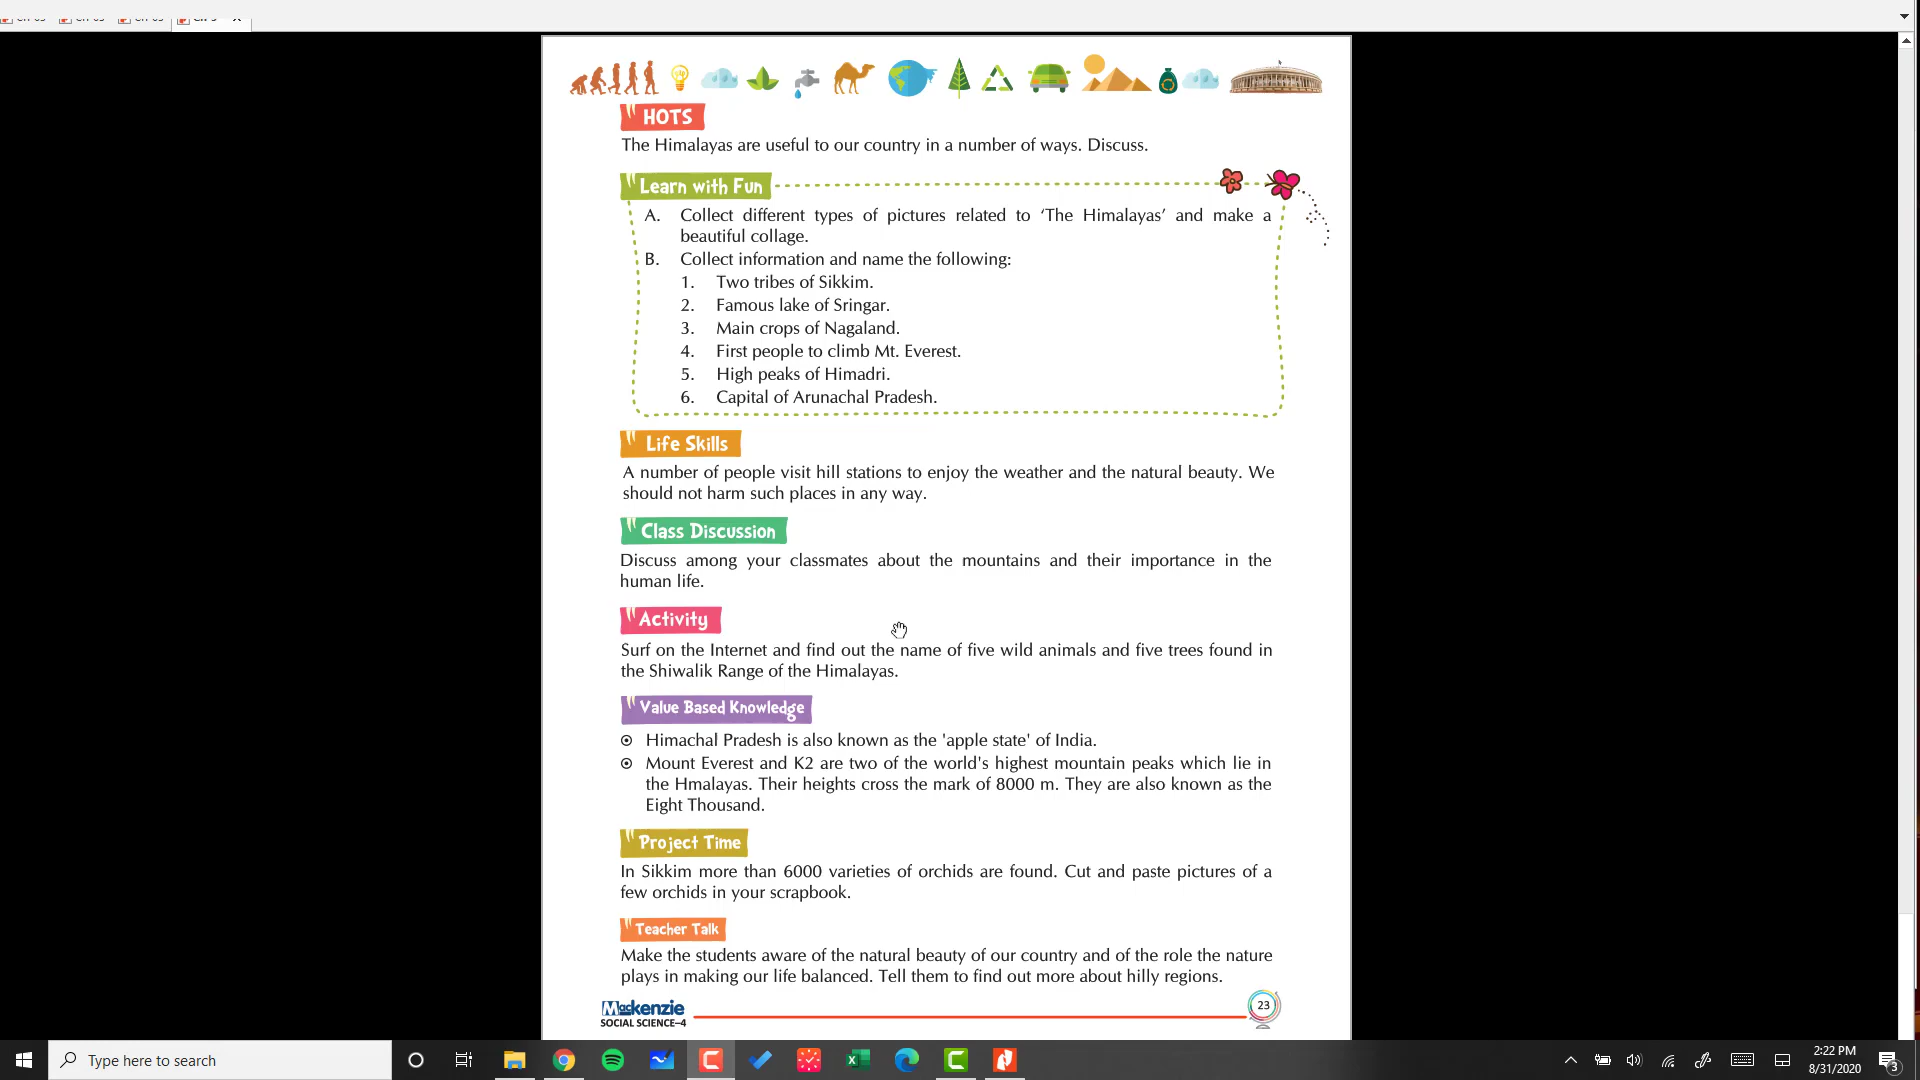 HOTS
The Himalayas are useful to our country in a number of ways. Discuss.
Learn with Fun
A. Collect different types of pictures related to ‘The Himalayas’ and make a
beautiful collage.
B. Collect information and name the following:
1. Two tribes of Sikkim.
2. Famous lake of Sringar.
3. Main crops of Nagaland.
4. First people to climb Mt. Everest.
5. High peaks of Himadri.
6. Capital of Arunachal Pradesh.
Life Skills
A number of people visit hill stations to enjoy the weather and the natural beauty. We
should not harm such places in any way.
Class Discussion
Discuss among your classmates about the mountains and their importance in the
human life.
Activity
Surf on the Internet and find out the name of five wild animals and five trees found in
the Shiwalik Range of the Himalayas.
Value Based Knowledge
Himachal Pradesh is also known as the 'apple state' of India.
Mount Everest and K2 are two of the world's highest mountain peaks which lie in
the Hmalayas. Their heights cross the mark of 8000 m. They are also known as the
Eight Thousand.
Project Time
In Sikkim more than 6000 varieties of orchids are found. Cut and paste pictures of a
few orchids in your scrapbook.
Teacher Talk
Make the students aware of the natural beauty of our country and of the role the nature
plays in making our life balanced. Tell them to find out more about hilly regions.
Mackenzie
SOCIAL SCIENCE–4
23
Type here to search
2:22 PM
8/31/2020
3